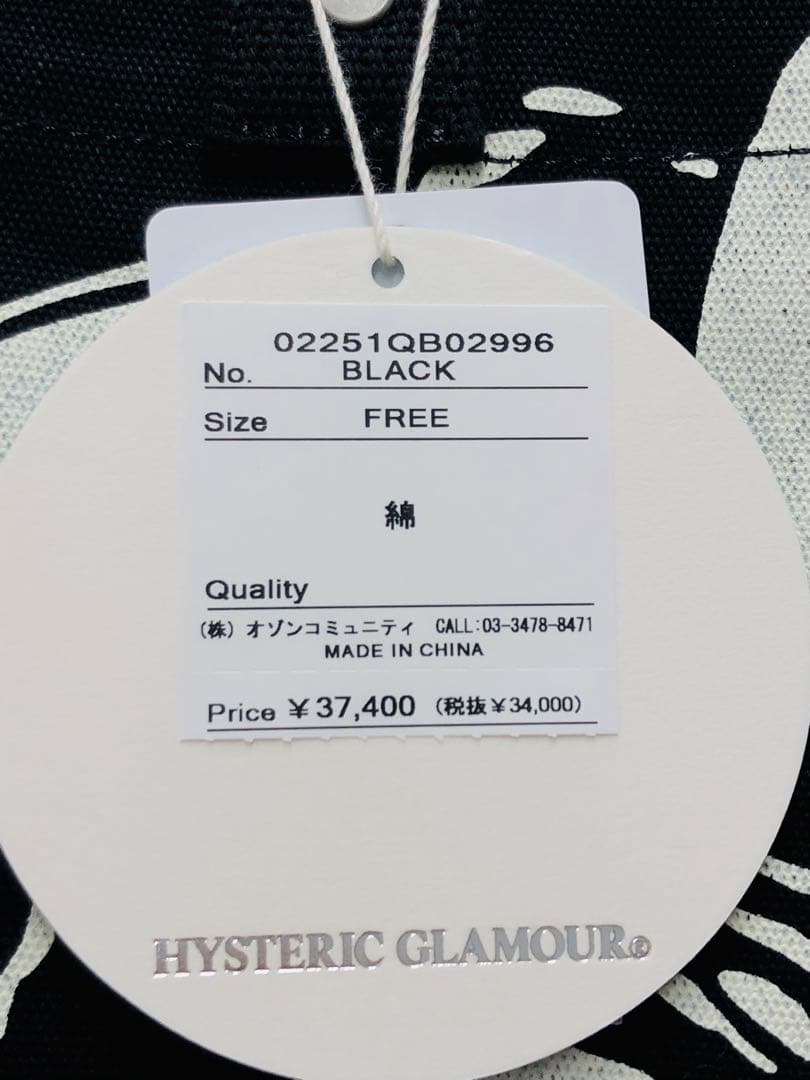 02251QB02996
No. BLACK
Size FREE
綿
Quality
(株) オゾンコミュニティ CALL:03-3478-8471
MADE IN CHINA
Price ¥37,400 (税抜¥34,000)
HYSTERIC GLAMOUR®